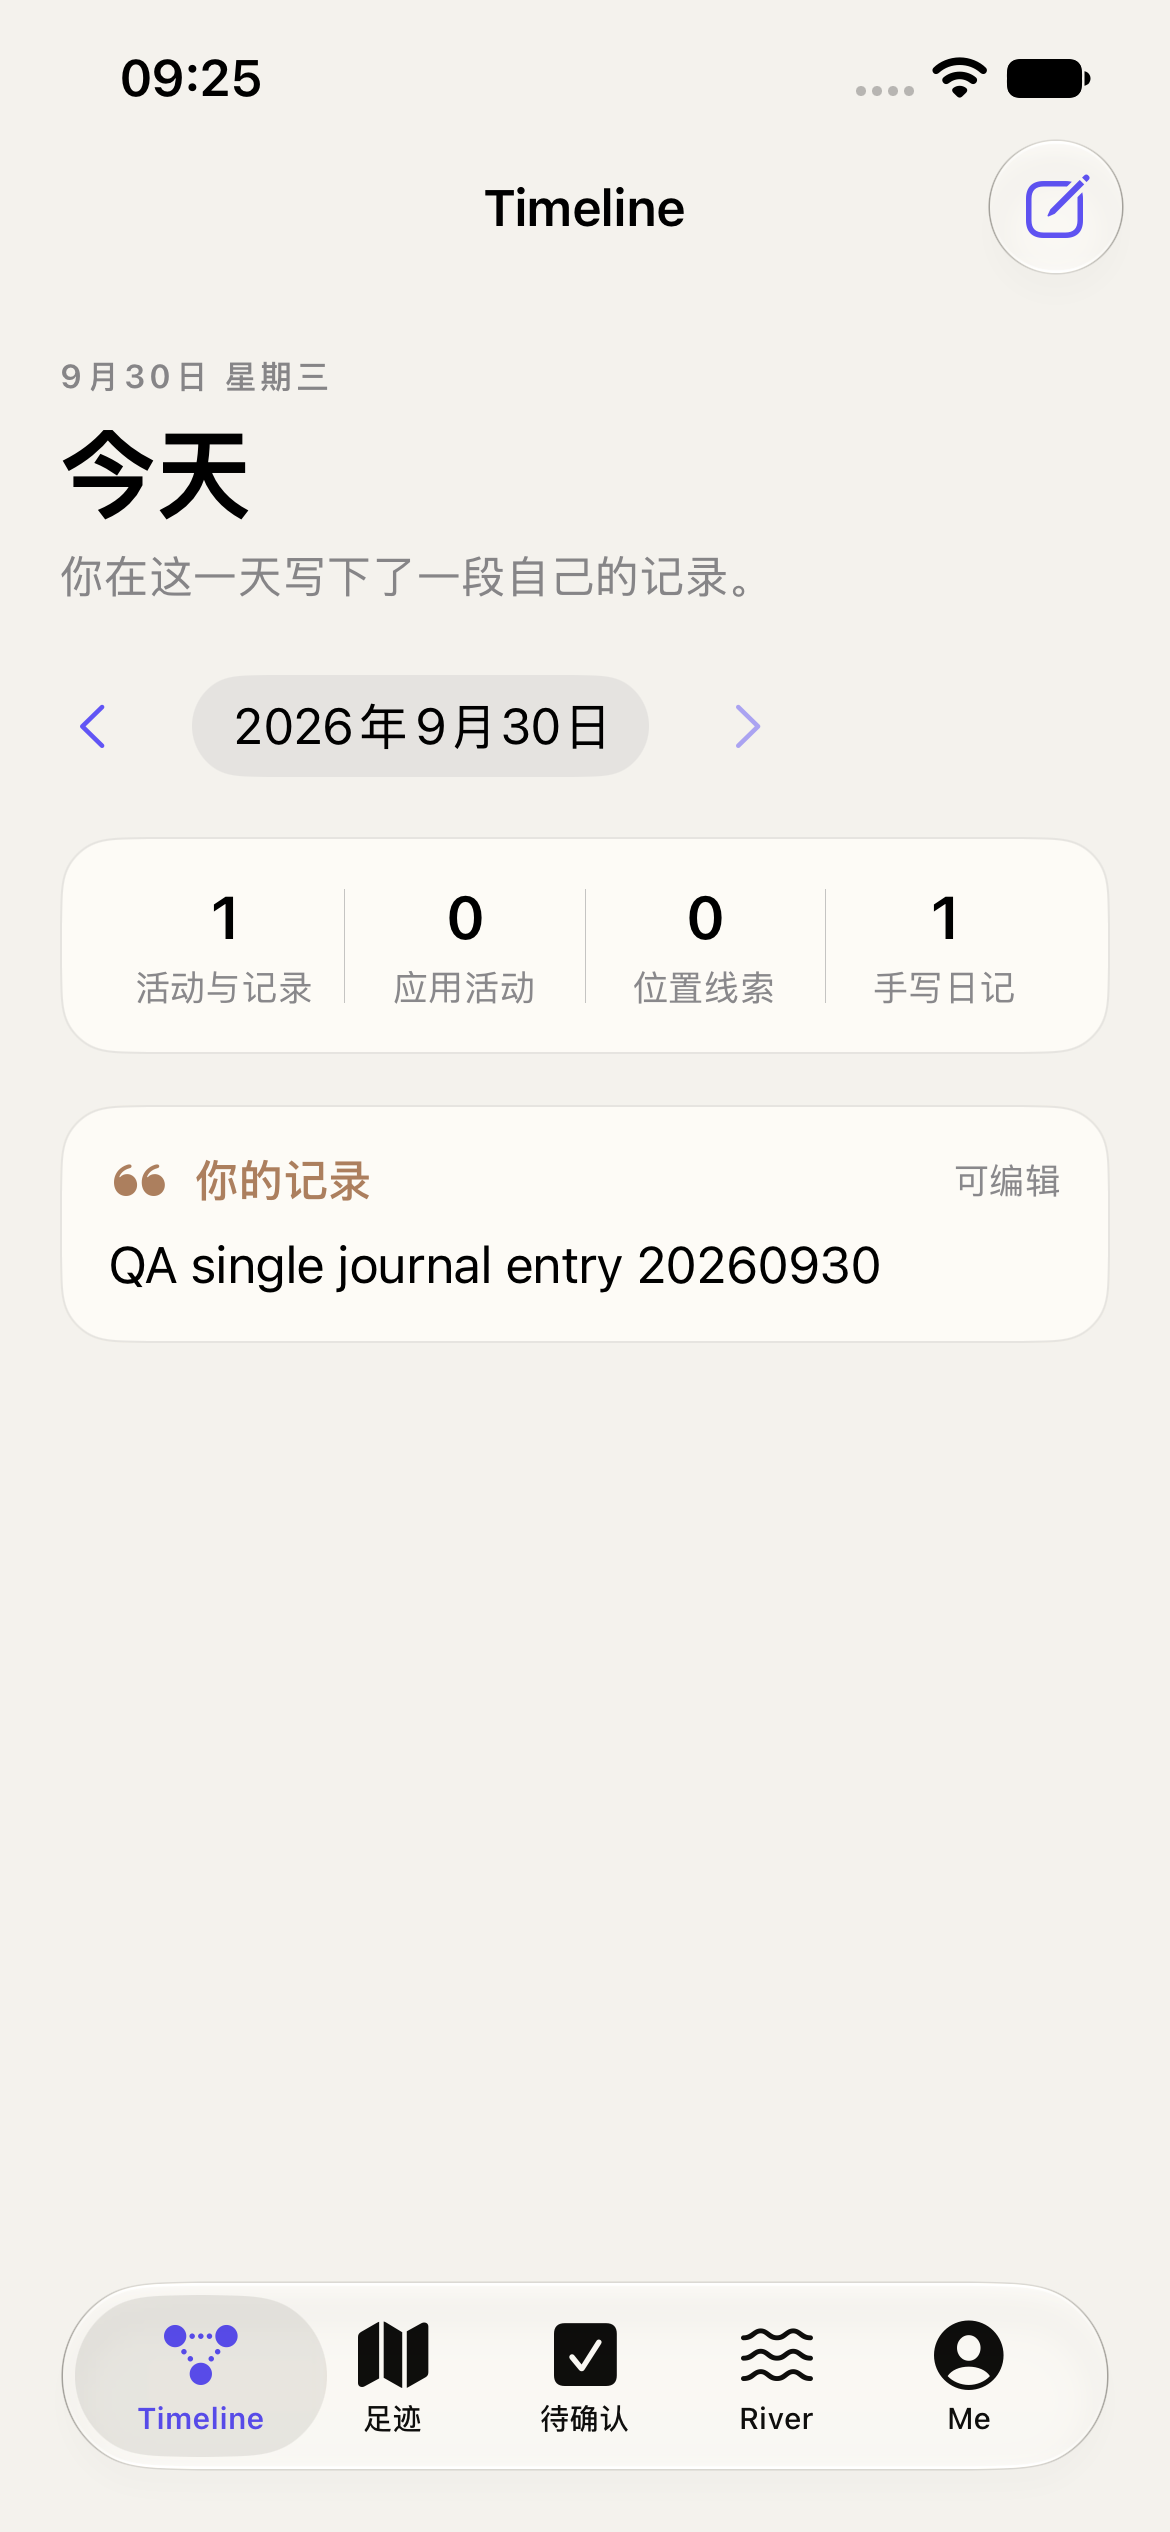 09:25
Timeline
9月30日 星期三
今天
你在这一天写下了一段自己的记录。
2026年9月30日
1 0 0 1
活动与记录 应用活动 位置线索 手写日记
你的记录 可编辑
QA single journal entry 20260930
Timeline 足迹 待确认 River Me